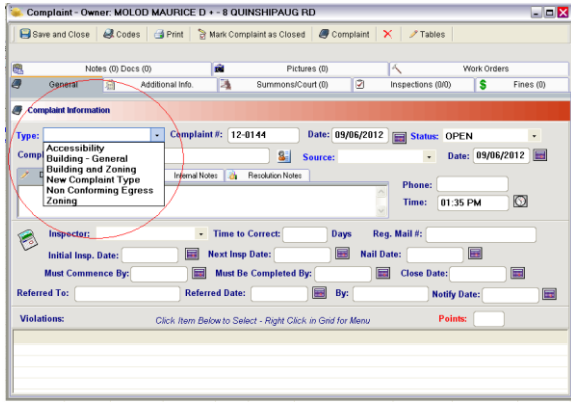 Complaint - Owner: MOLOD MAURICE D + - 8 QUINSHIPAUG RD
Save and Close Codes Print Mark Complaint as Closed Complaint Tables
Notes (0) Docs (0) Pictures (0) Work Orders
General Additional Info. Summons/Court (0) Inspections (0/0) Fines (0)
Complaint Information
Type: Complaint #: 12-0144 Date: 09/06/2012 Status: OPEN
Accessibility
Building - General
Building and Zoning
New Complaint Type
Non Conforming Egress
Zoning
Compl Source: Date: 09/06/2012
D Internal Notes Resolution Notes
Phone:
Time: 01:35 PM
Inspector: Time to Correct: Days Reg. Mail #:
Initial Insp. Date: Next Insp Date: Nail Date:
Must Commence By: Must Be Completed By: Close Date:
Referred To: Referred Date: By: Notify Date:
Violations: Click Item Below to Select - Right Click in Grid for Menu Points: